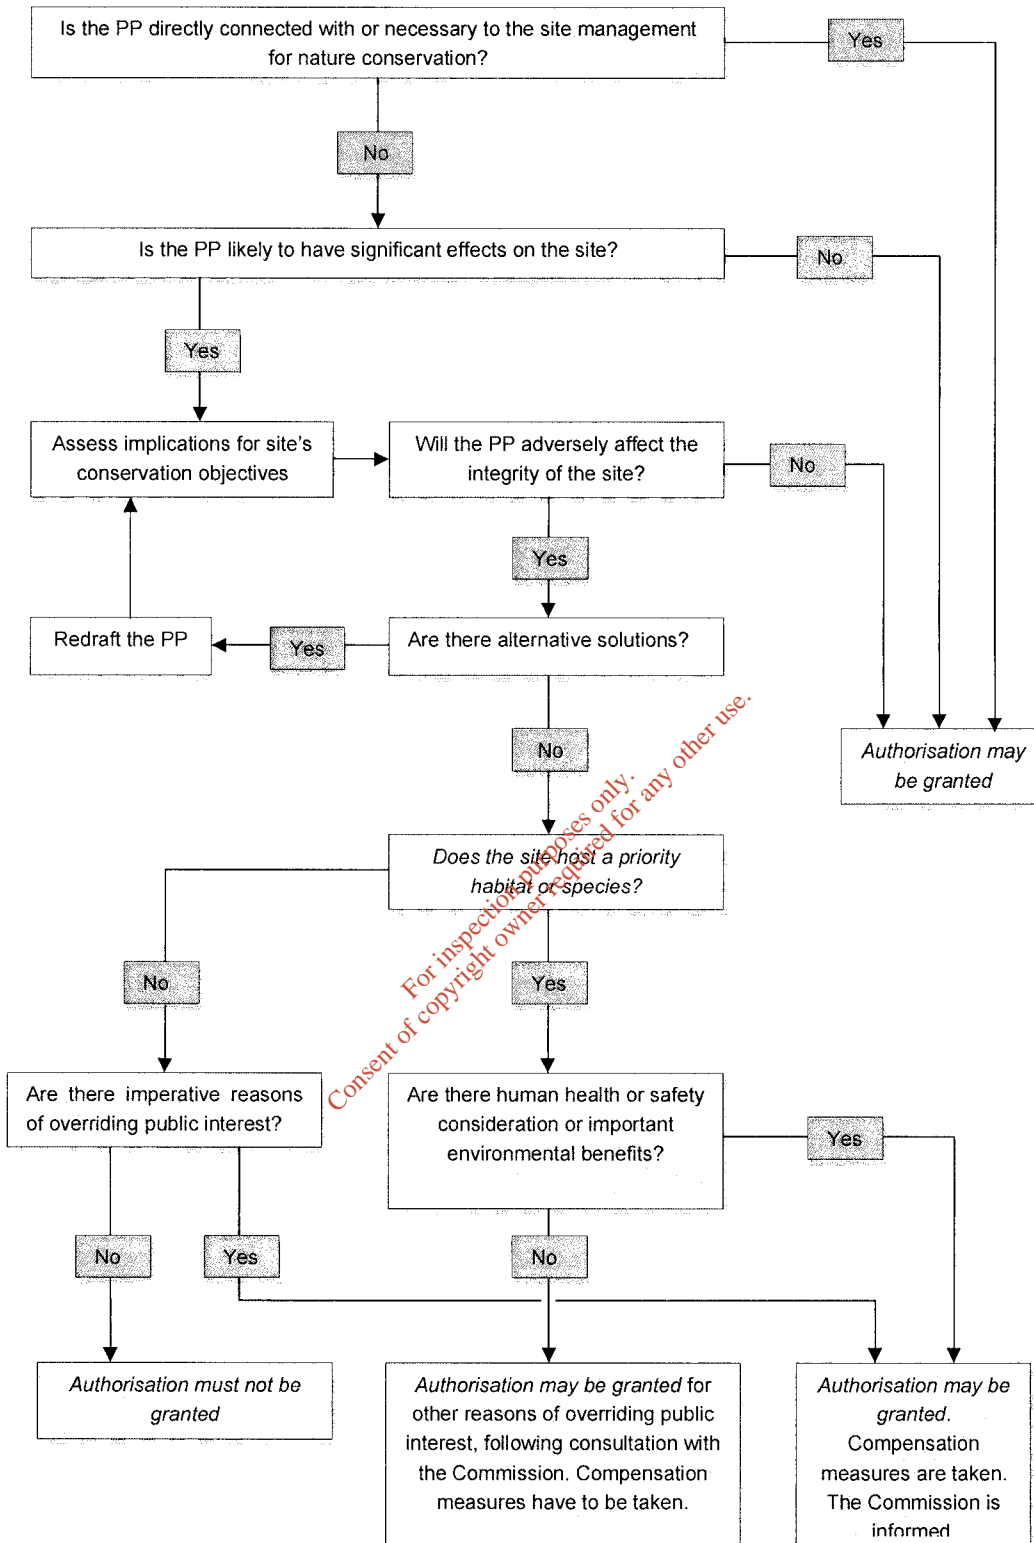 Is the PP directly connected with or necessary to the site management
for nature conservation?
Yes
No
Is the PP likely to have significant effects on the site?
No
Yes
Assess implications for site's
conservation objectives
Will the PP adversely affect the
integrity of the site?
No
Yes
Redraft the PP
Yes
Are there alternative solutions?
No
Authorisation may
be granted
For inspection purposes only.
Consent of copyright owner required for any other use.
Does the site host a priority
habitat or species?
No
Yes
Are there imperative reasons
of overriding public interest?
Are there human health or safety
consideration or important
environmental benefits?
Yes
No
Yes
No
Authorisation must not be
granted
Authorisation may be granted for
other reasons of overriding public
interest, following consultation with
the Commission. Compensation
measures have to be taken.
Authorisation may be
granted.
Compensation
measures are taken.
The Commission is
informed